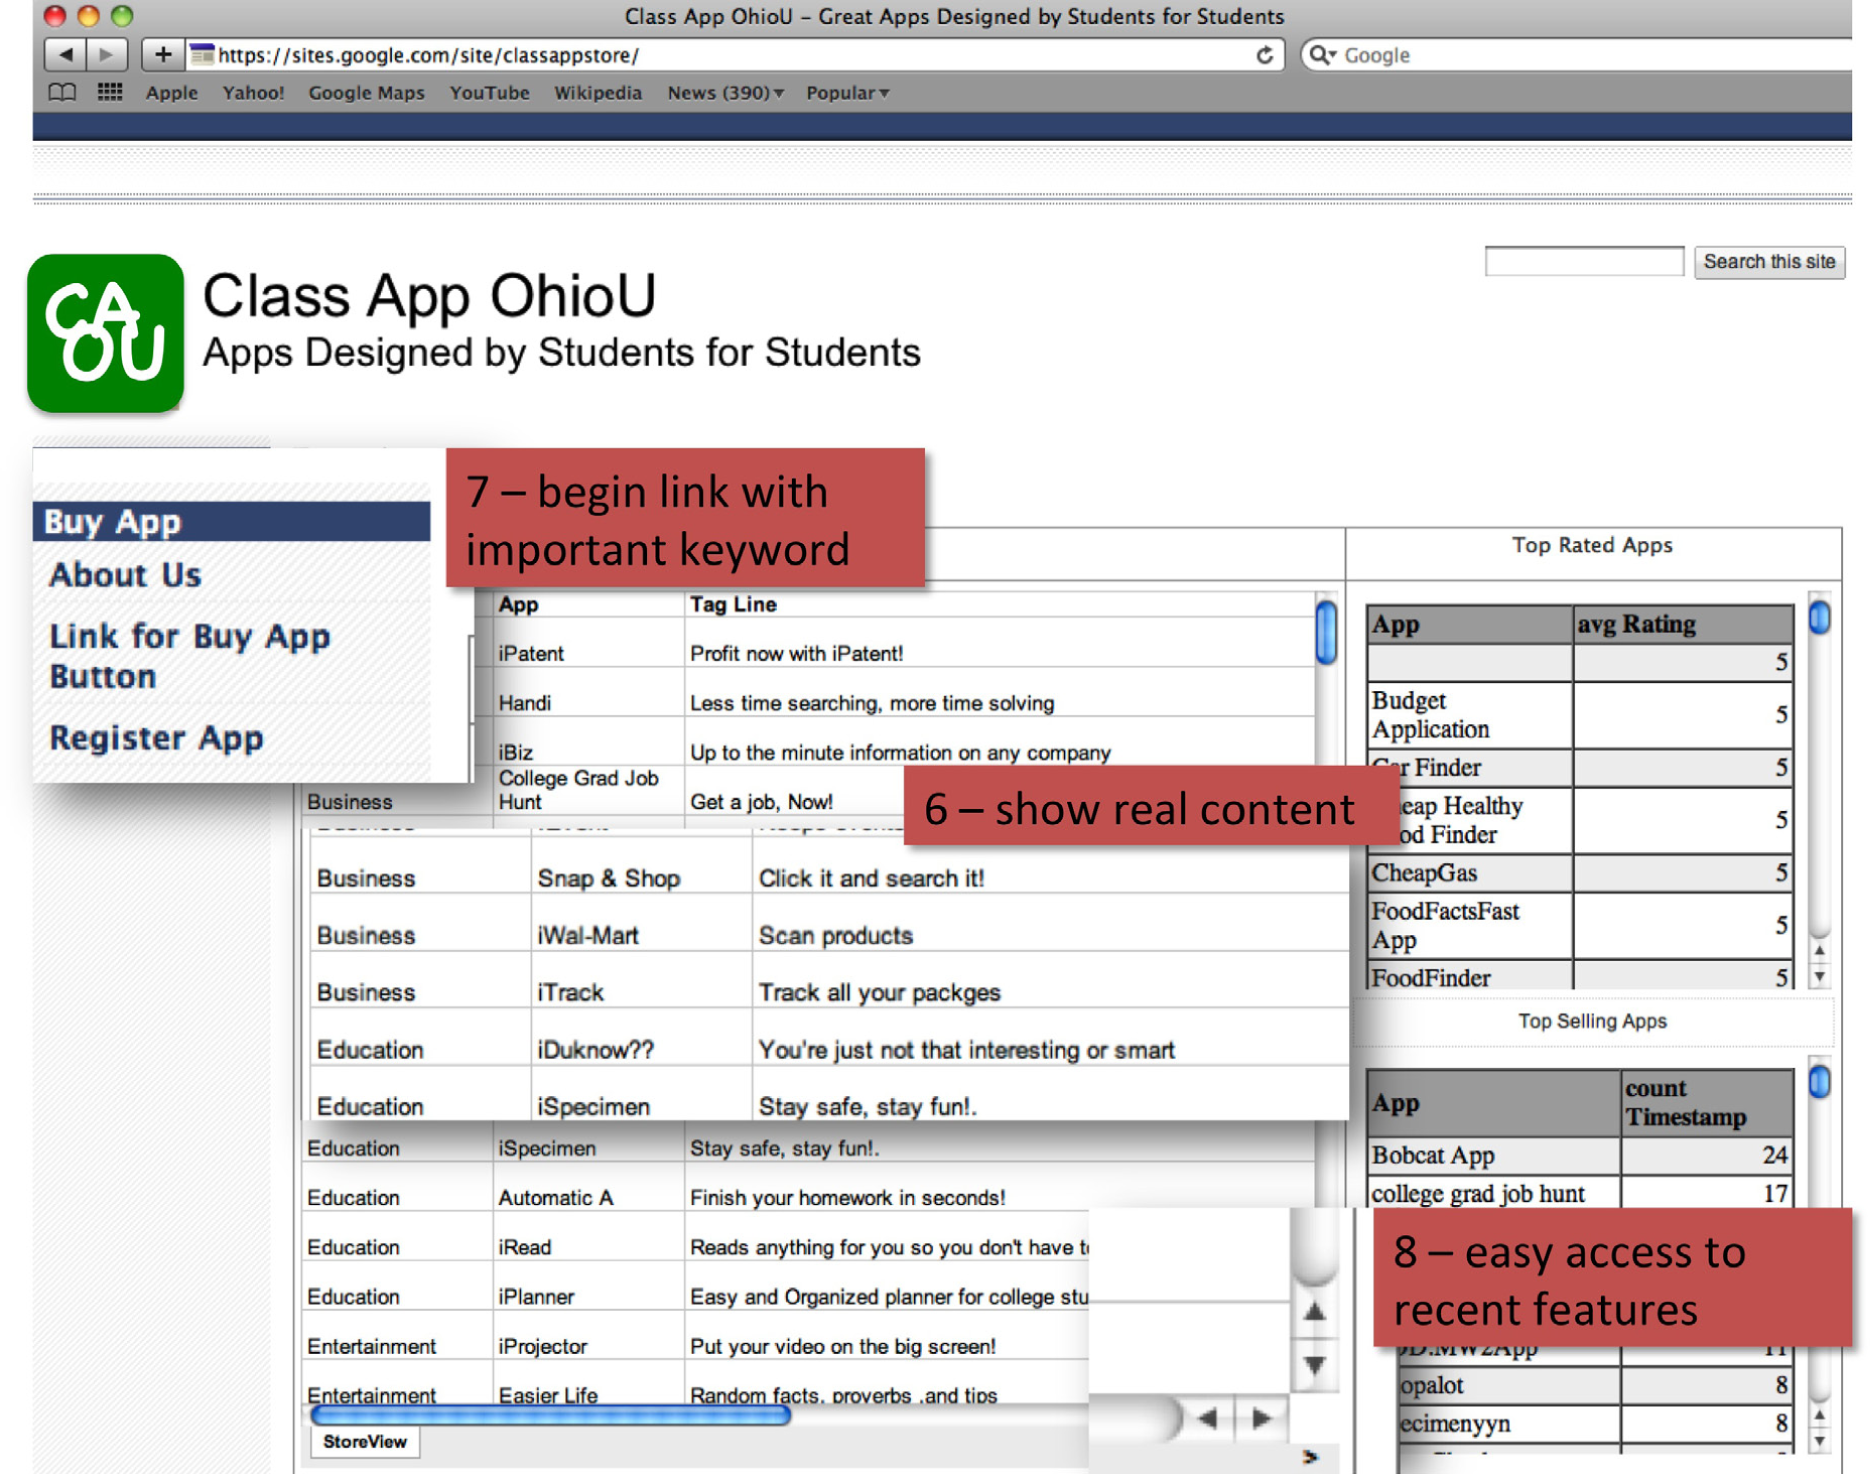 Class App OhioU – Great Apps Designed by Students for Students
https://sites.google.com/site/classappstore/
Google
Apple Yahoo! Google Maps YouTube Wikipedia News (390) Popular
Search this site
CA
OU
Class App OhioU
Apps Designed by Students for Students
7 – begin link with
important keyword
Buy App
About Us
Link for Buy App
Button
Register App
App Tag Line
iPatent Profit now with iPatent!
Handi Less time searching, more time solving
iBiz Up to the minute information on any company
Business College Grad Job Hunt Get a job, Now!
6 – show real content
Business Snap & Shop Click it and search it!
Business iWal-Mart Scan products
Business iTrack Track all your packges
Education iDuknow?? You're just not that interesting or smart
Education iSpecimen Stay safe, stay fun!.
Education iSpecimen Stay safe, stay fun!.
Education Automatic A Finish your homework in seconds!
Education iRead Reads anything for you so you don't have
Education iPlanner Easy and Organized planner for college stu
Entertainment iProjector Put your video on the big screen!
Entertainment Easier Life Random facts, proverbs ,and tips
StoreView
Top Rated Apps
App avg Rating
5
Budget
Application 5
Car Finder 5
eap Healthy
od Finder 5
CheapGas 5
FoodFactsFast
App 5
FoodFinder 5
Top Selling Apps
App count
Timestamp
Bobcat App 24
college grad job hunt 17
8 – easy access to
recent features
MW2App 11
opalot 8
ecimenyyn 8